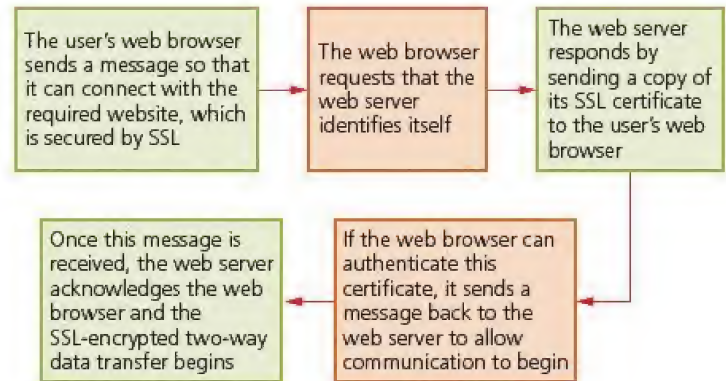 The user's web browser
sends a message so that
it can connect with the
required website, which
is secured by SSL
The web browser
requests that the
web server
identifies itself
The web server
responds by
sending a copy of
its SSL certificate
to the user's web
browser
If the web browser can
authenticate this
certificate, it sends a
message back to the
web server to allow
communication to begin
Once this message is
received, the web server
acknowledges the web
browser and the
SSL-encrypted two-way
data transfer begins